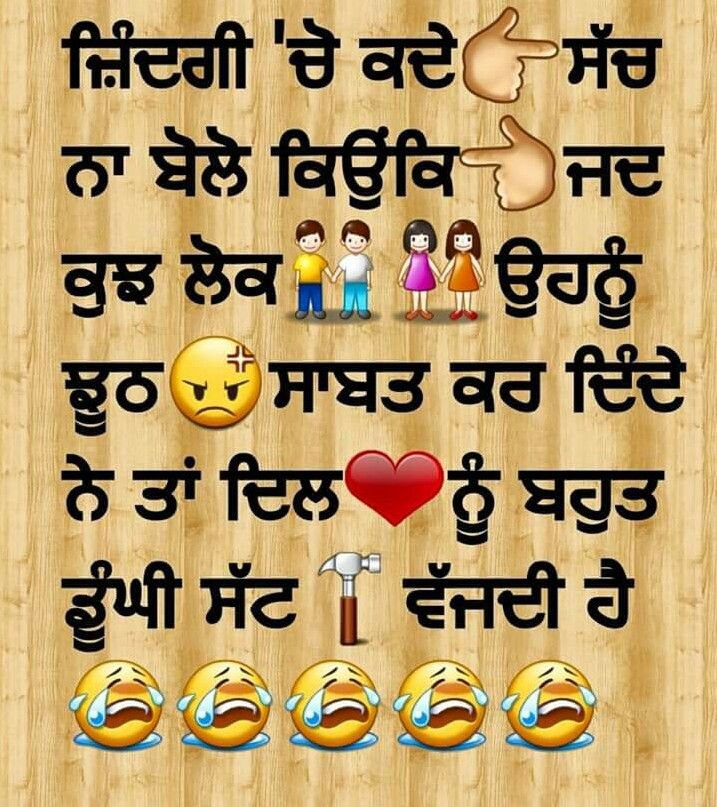 ਜ਼ਿੰਦਗੀ 'ਚੋ ਕਦੇ👉ਸੱਚ
ਨਾ ਬੋਲੋ ਕਿਉਂਕਿ👈ਜਦ
ਕੁਝ ਲੋਕ👬 👭ਉਹਨੂੰ
ਝੂਠ😡ਸਾਬਤ ਕਰ ਦਿੰਦੇ
ਨੇ ਤਾਂ ਦਿਲ❤️ਨੂੰ ਬਹੁਤ
ਡੂੰਘੀ ਸੱਟ🔨 ਵੱਜਦੀ ਹੈ
😭😭😭😭😭